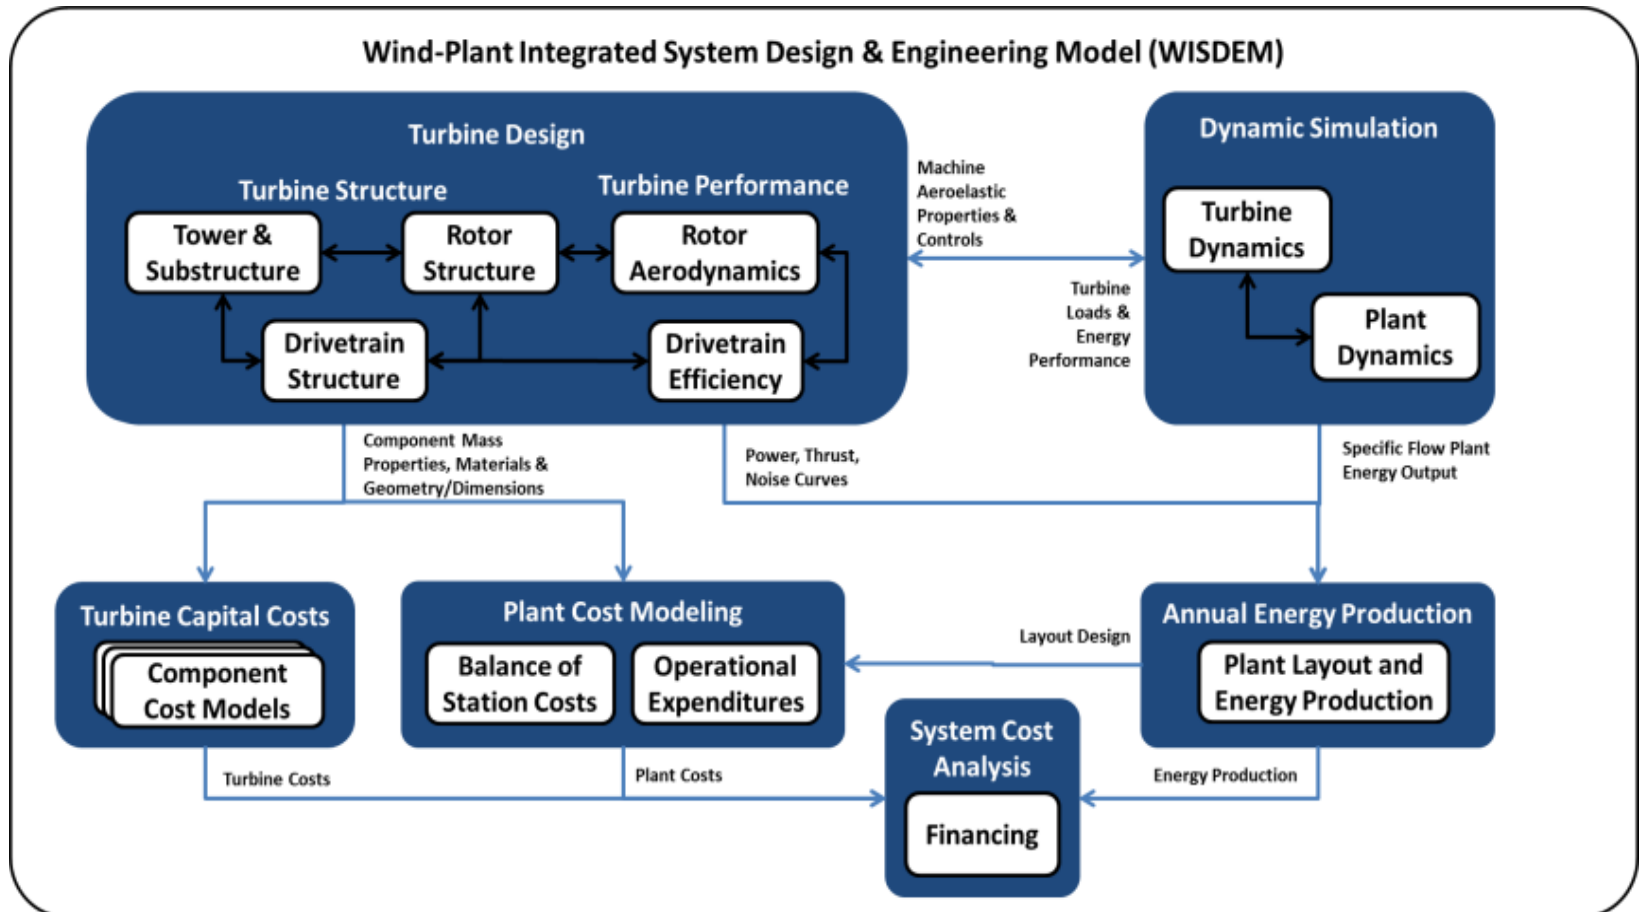 Wind-Plant Integrated System Design & Engineering Model (WISDEM)
Turbine Design
Turbine Structure
Turbine Performance
Tower &
Substructure
Rotor
Structure
Rotor
Aerodynamics
Drivetrain
Structure
Drivetrain
Efficiency
Machine
Aeroelastic
Properties &
Controls
Turbine
Loads &
Energy
Performance
Dynamic Simulation
Turbine
Dynamics
Plant
Dynamics
Component Mass
Properties, Materials &
Geometry/Dimensions
Power, Thrust,
Noise Curves
Specific Flow Plant
Energy Output
Turbine Capital Costs
Component
Cost Models
Plant Cost Modeling
Balance of
Station Costs
Operational
Expenditures
Layout Design
Annual Energy Production
Plant Layout and
Energy Production
System Cost
Analysis
Financing
Turbine Costs
Plant Costs
Energy Production